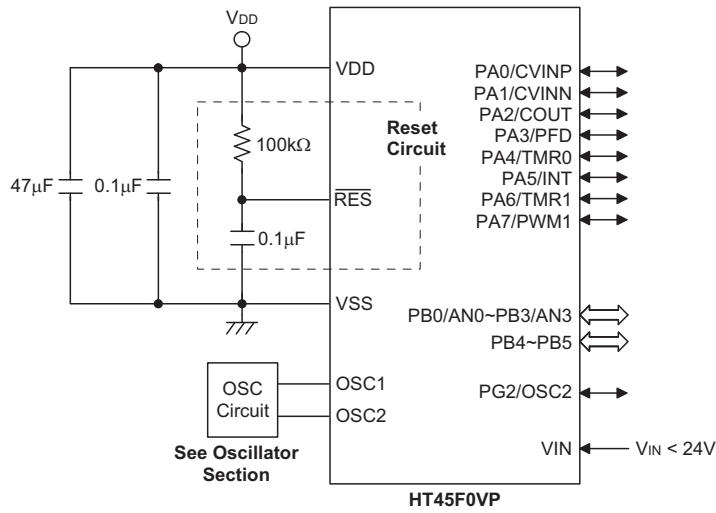 VDD
VDD
Reset
Circuit
100kΩ
47μF
0.1μF
RES
0.1μF
VSS
OSC
Circuit
OSC1
OSC2
See Oscillator
Section
PA0/CVINP
PA1/CVINN
PA2/COUT
PA3/PFD
PA4/TMR0
PA5/INT
PA6/TMR1
PA7/PWM1
PB0/AN0~PB3/AN3
PB4~PB5
PG2/OSC2
VIN
VIN < 24V
HT45F0VP